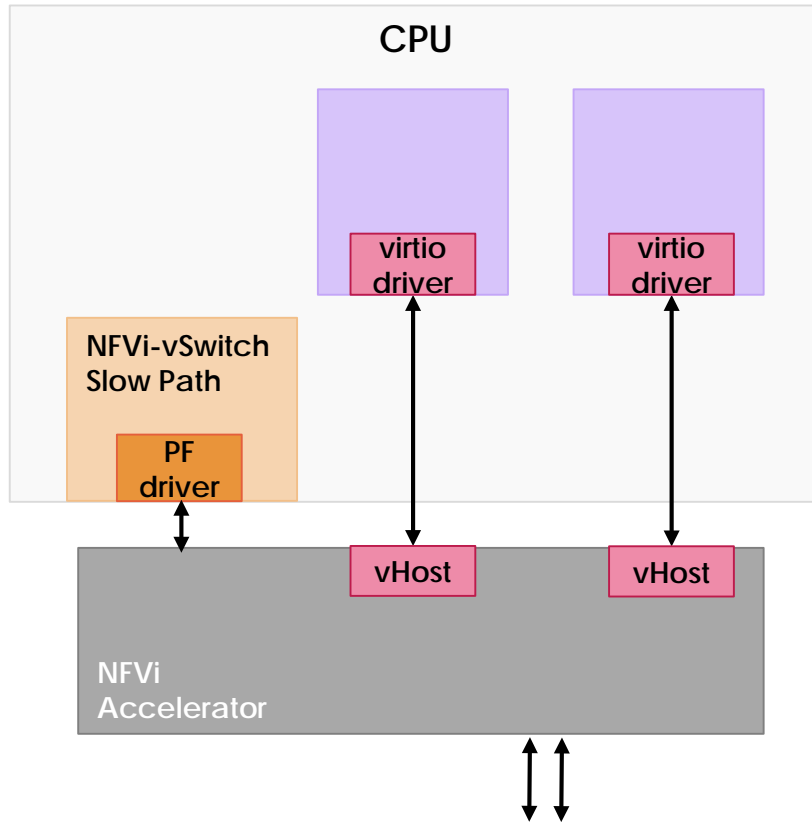 CPU
virtio
driver
virtio
driver
NFVi-vSwitch
Slow Path
PF
driver
vHost
vHost
NFVi
Accelerator